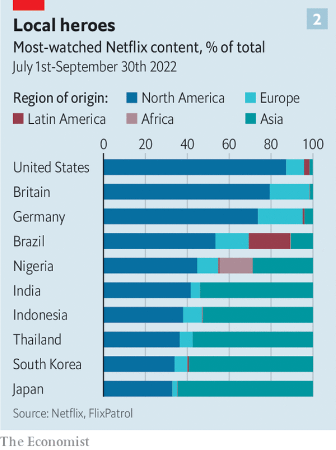 2
Local heroes
Most-watched Netflix content, % of total
July 1st-September 30th 2022
Region of origin: North America Europe
Latin America Africa Asia
0 20 40 60 80 100
United States
Britain
Germany
Brazil
Nigeria
India
Indonesia
Thailand
South Korea
Japan
Source: Netflix, FlixPatrol
The Economist